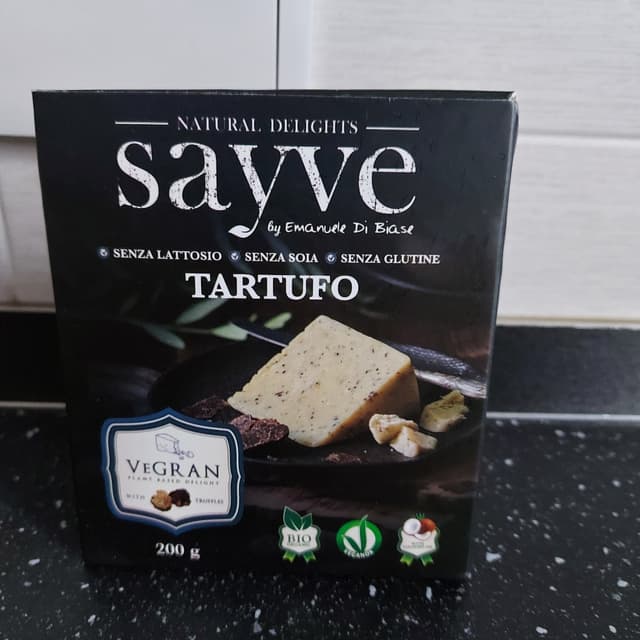 NATURAL DELIGHTS
sayve
by Emanuele Di Biase
SENZA LATTOSIO SENZA SOIA SENZA GLUTINE
TARTUFO
VEGRAN
PLANT BASED DELIGHT
WITH TRUFFLES
200 g
BIO
VEGANOK